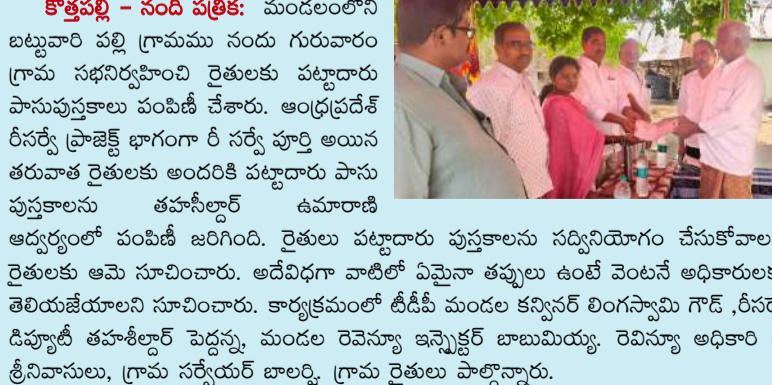 కొత్తపల్లి – నంది పత్రిక: మండలంలోని
బట్టువారి పల్లి గ్రామము నందు గురువారం
గ్రామ సభనిర్వహించి రైతులకు పట్టాదారు
పాసుపుస్తకాలు పంపిణీ చేశారు. ఆంధ్రప్రదేశ్
రీసర్వే ప్రాజెక్ట్ భాగంగా రీ సర్వే పూర్తి అయిన
తరువాత రైతులకు అందరికి పట్టాదారు పాసు
పుస్తకాలను తహసీల్దార్ ఉమారాణి
ఆద్వర్యంలో పంపిణీ జరిగింది. రైతులు పట్టాదారు పుస్తకాలను సద్వినియోగం చేసుకోవాల
రైతులకు ఆమె సూచించారు. అదేవిధగా వాటిలో ఏమైనా తప్పులు ఉంటే వెంటనే అధికారులక
తెలియజేయాలని సూచించారు. కార్యక్రమంలో టీడీపీ మండల కన్వినర్ లింగస్వామి గౌడ్ ,రీసర
డిప్యూటీ తహశీల్దార్ పెద్దన్న, మండల రెవెన్యూ ఇన్స్పెక్టర్ బాబుమియ్య. రెవిన్యూ అధికారి
శ్రీనివాసులు, గ్రామ సర్వేయర్ బాలర్షి. గ్రామ రైతులు పాల్గొన్నారు.